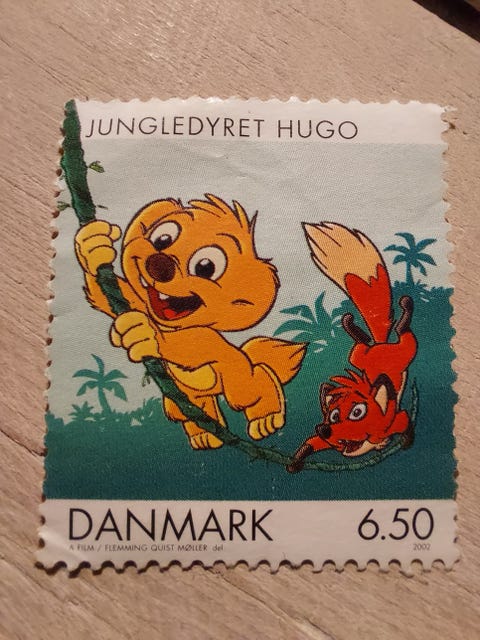 JUNGLEDYRET HUGO
DANMARK 6.50
A FILM / FLEMMING QUIST MØLLER del. 2002